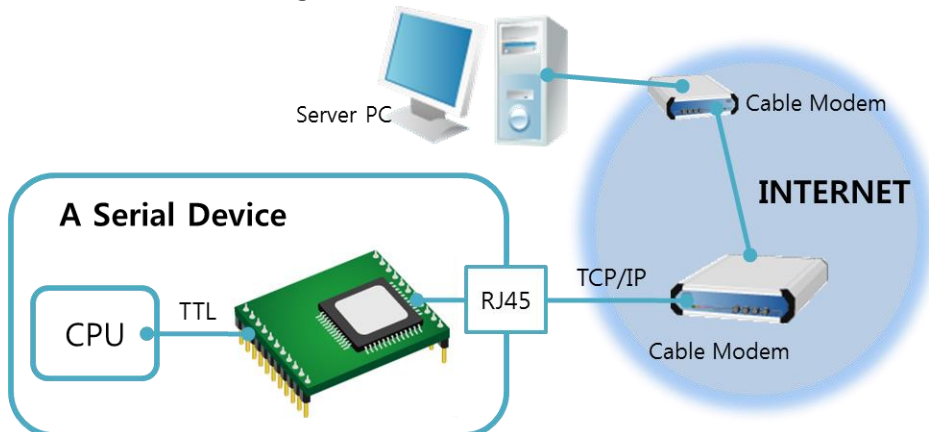 Server PC
Cable Modem
INTERNET
A Serial Device
TCP/IP
RJ45
TTL
CPU
Cable Modem